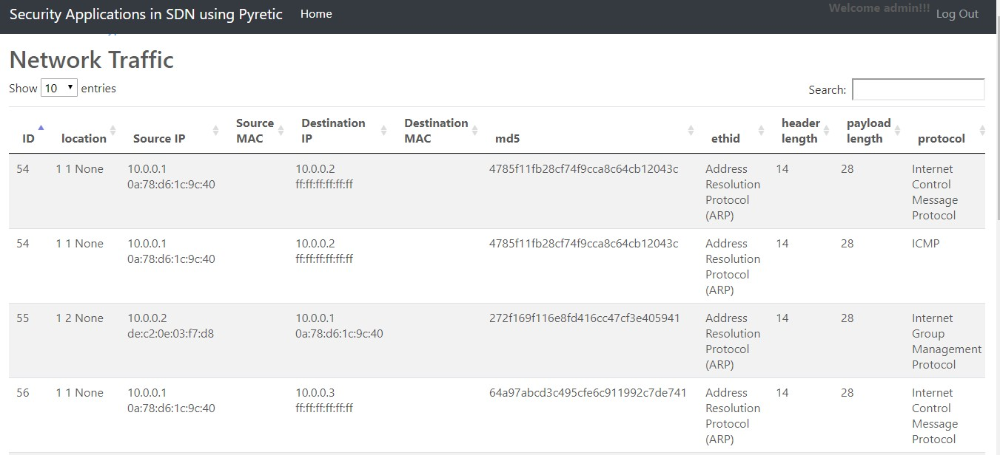 Security Applications in SDN using Pyretic Home Welcome admin!!! Log Out
Network Traffic
Show 10 entries Search:
ID location Source IP Source MAC Destination IP Destination MAC md5 ethid header length payload length protocol
54 1 1 None 10.0.0.1 10.0.0.2 4785f11fb28cf74f9cca8c64cb12043c Address 14 28 Internet
0a:78:d6:1c:9c:40 ff:ff:ff:ff:ff:ff Resolution Control
Protocol Message
(ARP) Protocol
54 1 1 None 10.0.0.1 10.0.0.2 4785f11fb28cf74f9cca8c64cb12043c Address 14 28 ICMP
0a:78:d6:1c:9c:40 ff:ff:ff:ff:ff:ff Resolution
Protocol
(ARP)
55 1 2 None 10.0.0.2 10.0.0.1 272f169f116e8fd416cc47cf3e405941 Address 14 28 Internet
de:c2:0e:03:f7:d8 0a:78:d6:1c:9c:40 Resolution Group
Protocol Management
(ARP) Protocol
56 1 1 None 10.0.0.1 10.0.0.3 64a97abcd3c495cfe6c911992c7de741 Address 14 28 Internet
0a:78:d6:1c:9c:40 ff:ff:ff:ff:ff:ff Resolution Control
Protocol Message
(ARP) Protocol